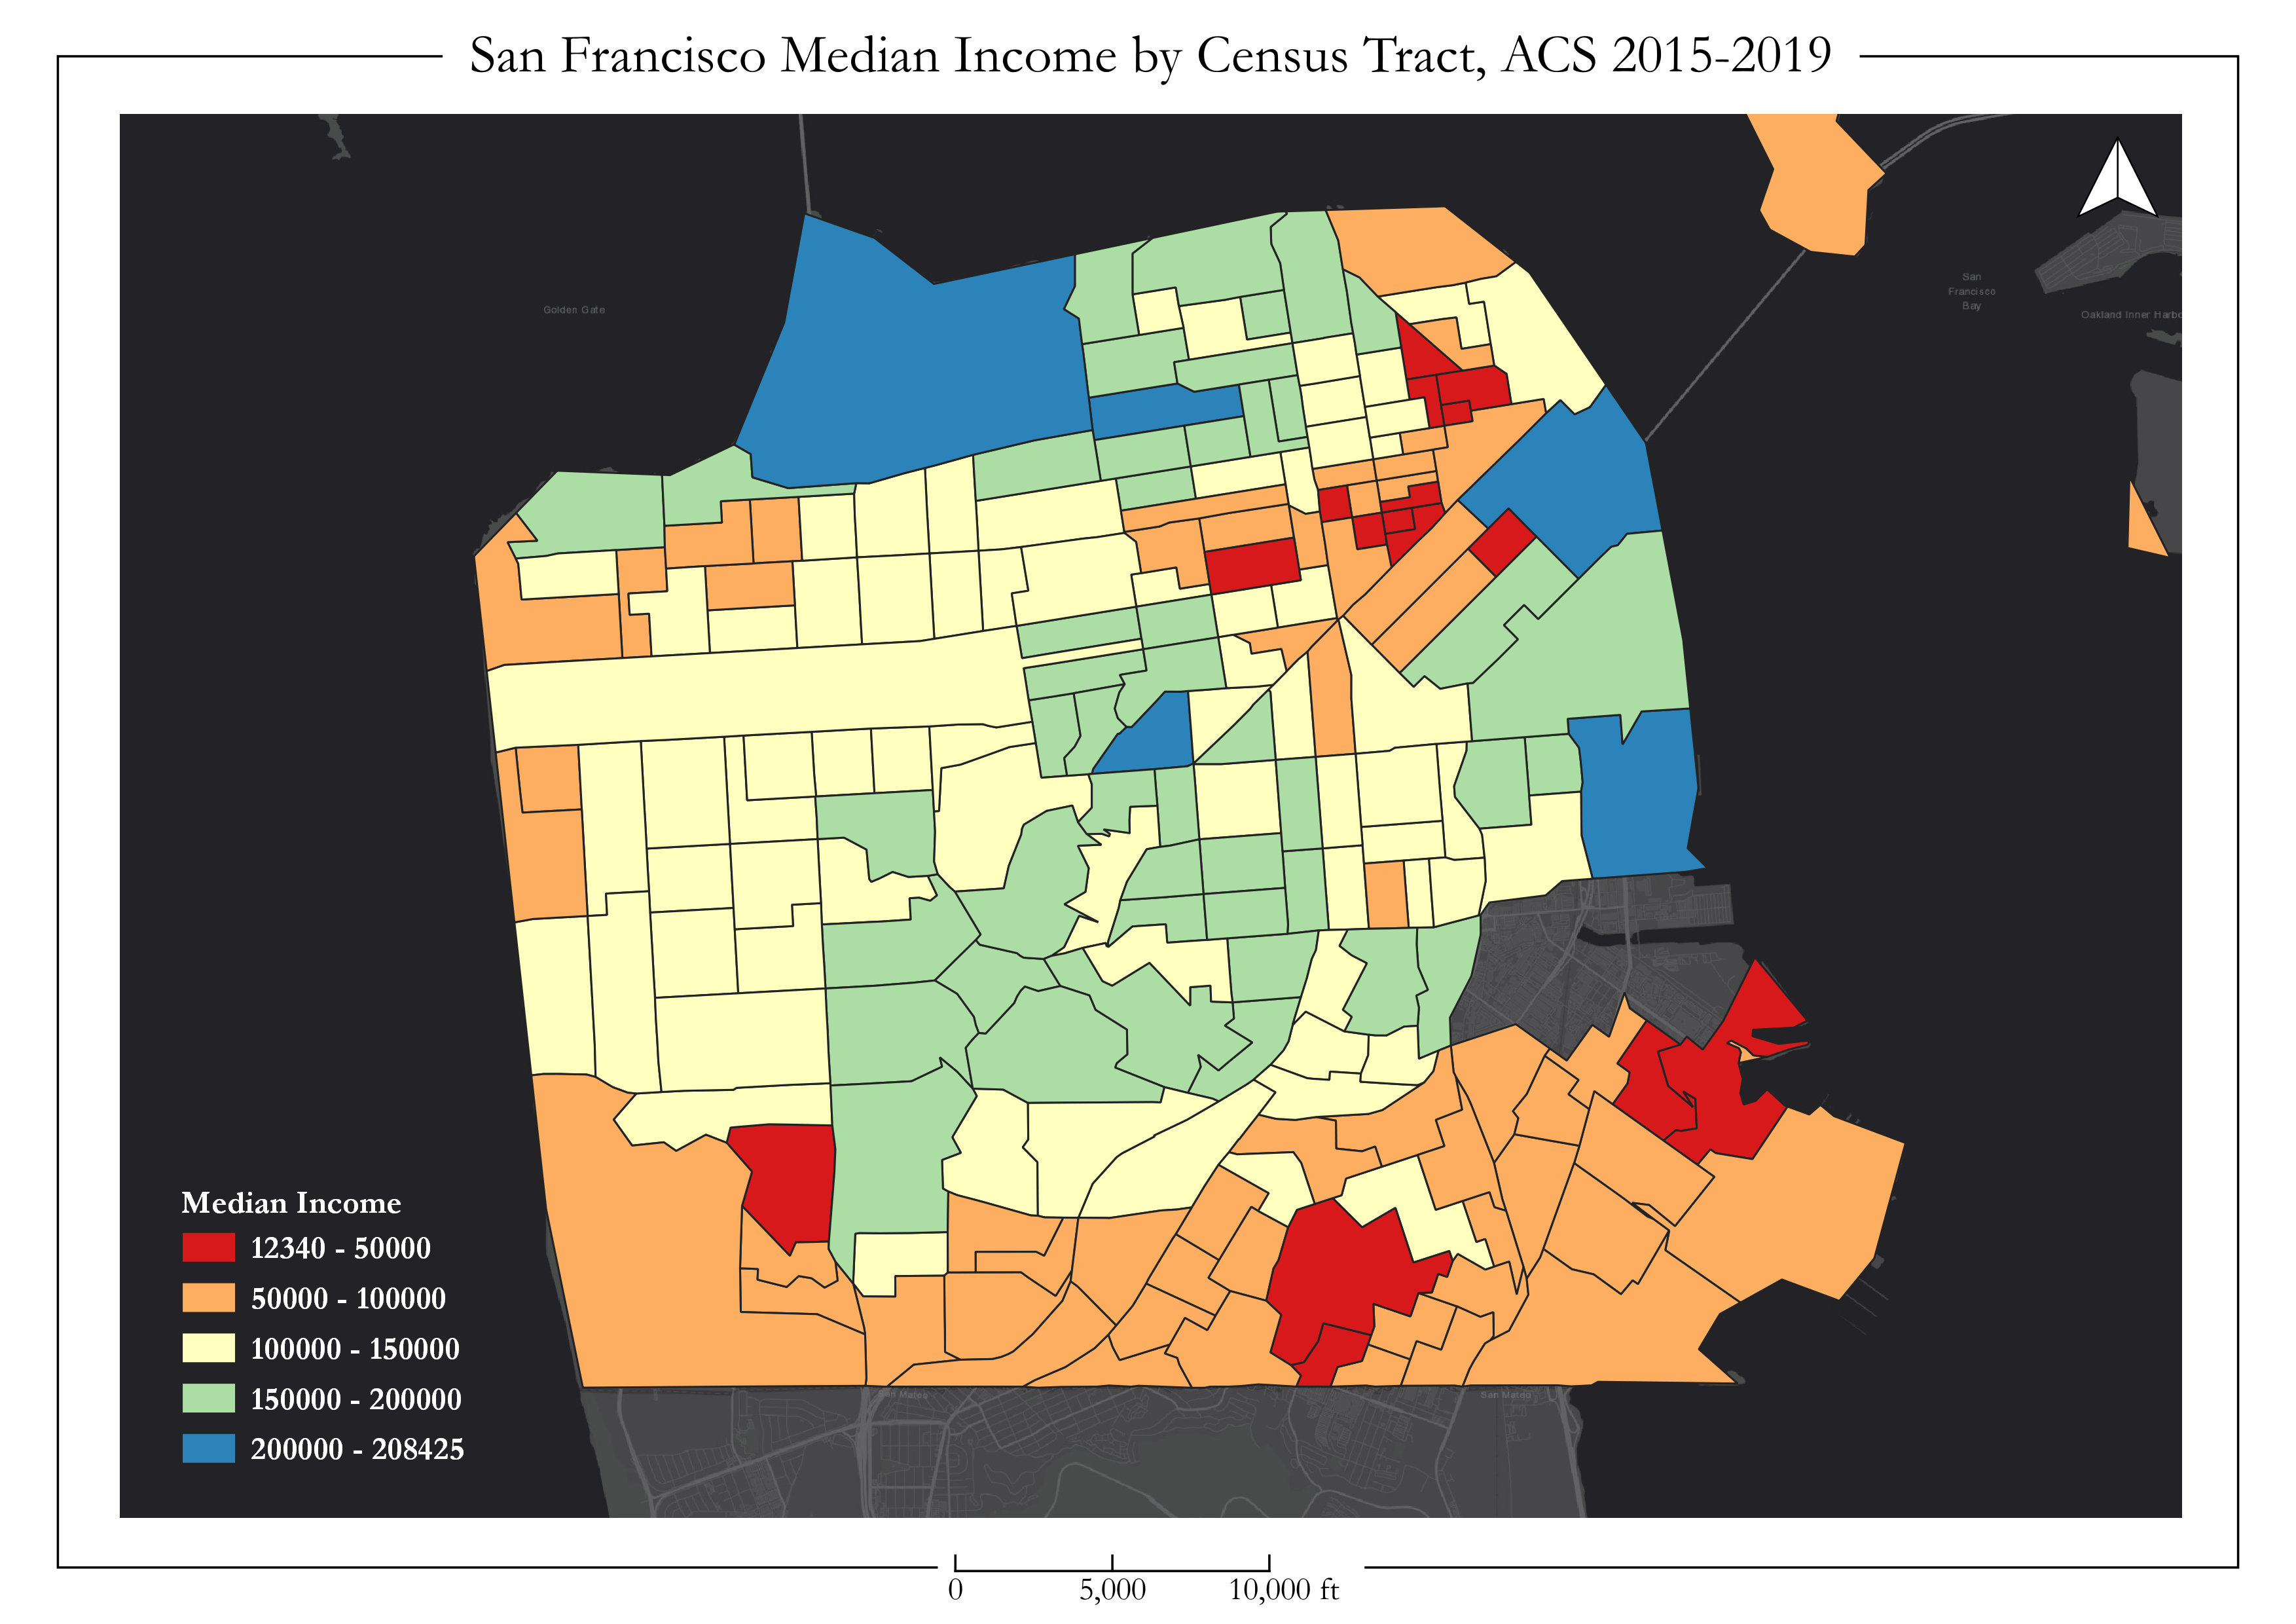 San Francisco Median Income by Census Tract, ACS 2015-2019
Golden Gate
San
Francisco
Bay
Oakland Inner Harbo
Median Income
12340 - 50000
50000 - 100000
100000 - 150000
150000 - 200000
200000 - 208425
San Mateo
San Mateo
0
5,000
10,000 ft